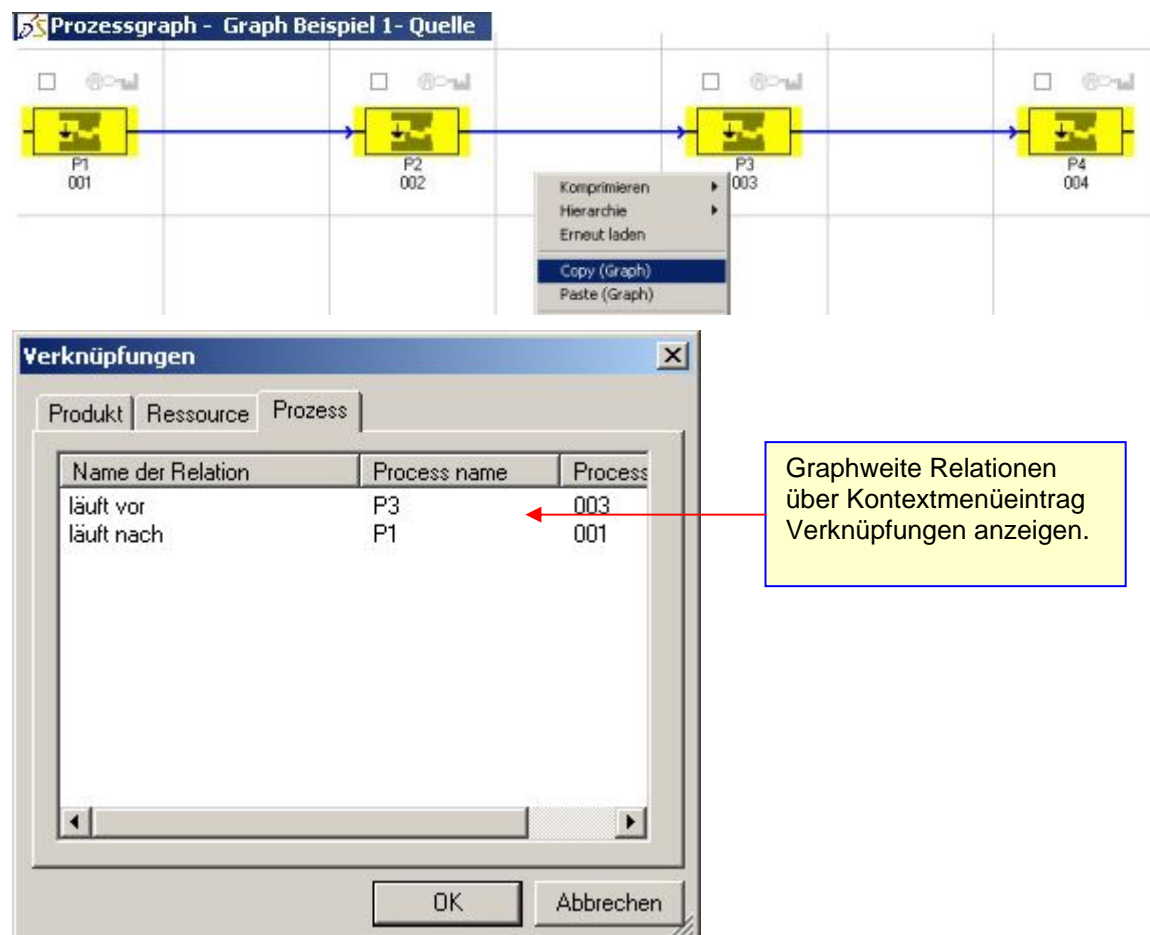 Prozessgraph - Graph Beispiel 1- Quelle
P1
001
P2
002
P3
003
P4
004
Komprimieren
Hierarchie
Erneut laden
Copy (Graph)
Paste (Graph)
Verknüpfungen
Produkt Ressource Prozess
Name der Relation Process name Process
läuft vor P3 003
läuft nach P1 001
OK Abbrechen
Graphweite Relationen
über Kontextmenüeintrag
Verknüpfungen anzeigen.